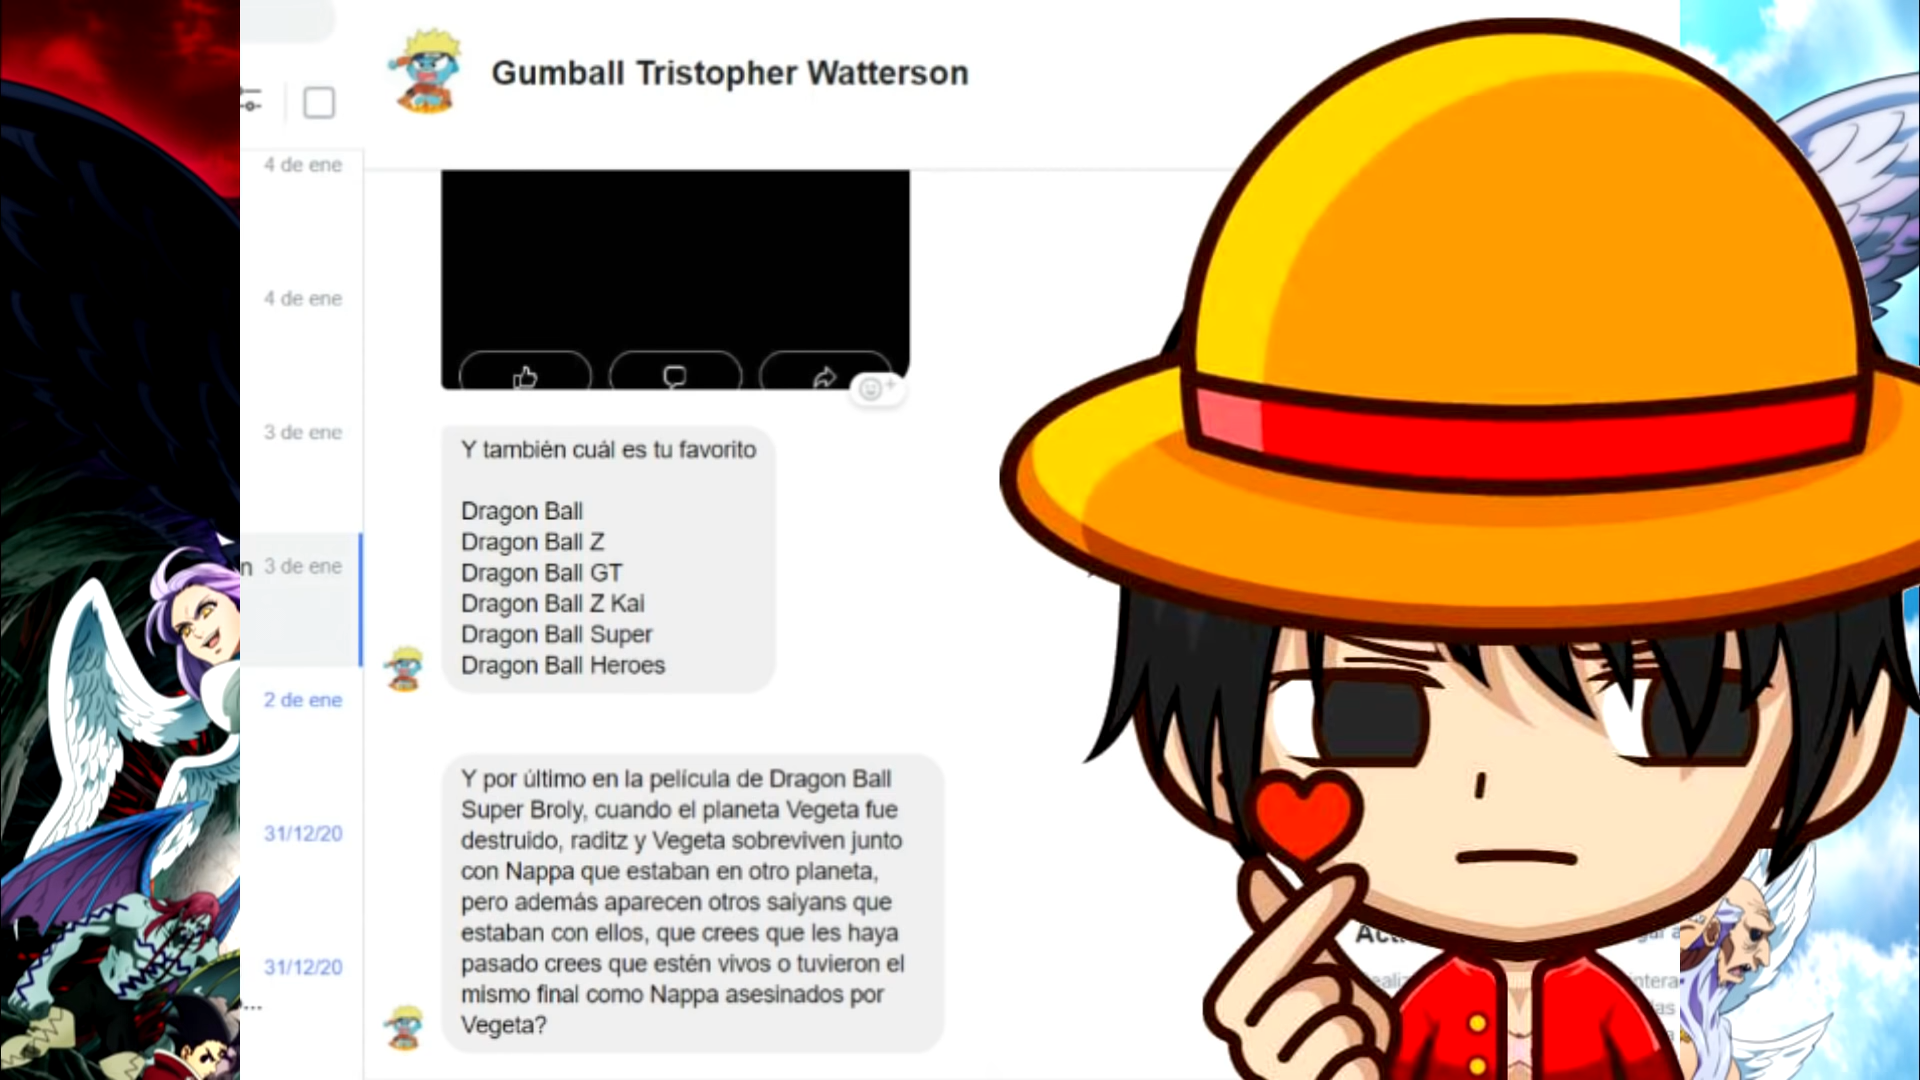 Gumball Tristopher Watterson
4 de ene
4 de ene
3 de ene
n 3 de ene
2 de ene
31/12/20
31/12/20
...
Y también cuál es tu favorito
Dragon Ball
Dragon Ball Z
Dragon Ball GT
Dragon Ball Z Kai
Dragon Ball Super
Dragon Ball Heroes
Y por último en la película de Dragon Ball
Super Broly, cuando el planeta Vegeta fue
destruido, raditz y Vegeta sobreviven junto
con Nappa que estaban en otro planeta,
pero además aparecen otros saiyans que
estaban con ellos, que crees que les haya
pasado crees que estén vivos o tuvieron el
mismo final como Nappa asesinados por
Vegeta?